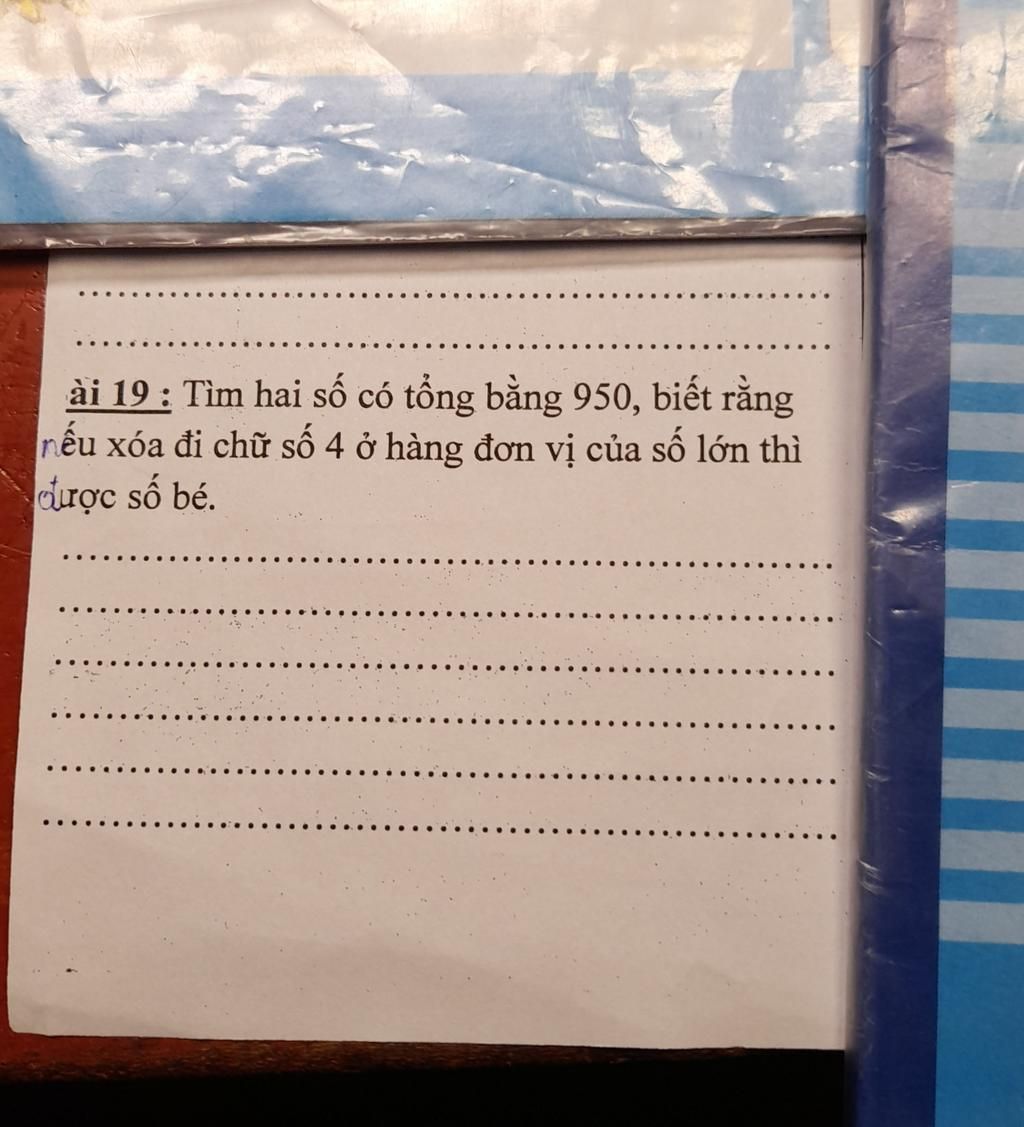 ài 19 : Tìm hai số có tổng bằng 950, biết rằng
nếu xóa đi chữ số 4 ở hàng đơn vị của số lớn thì
được số bé.